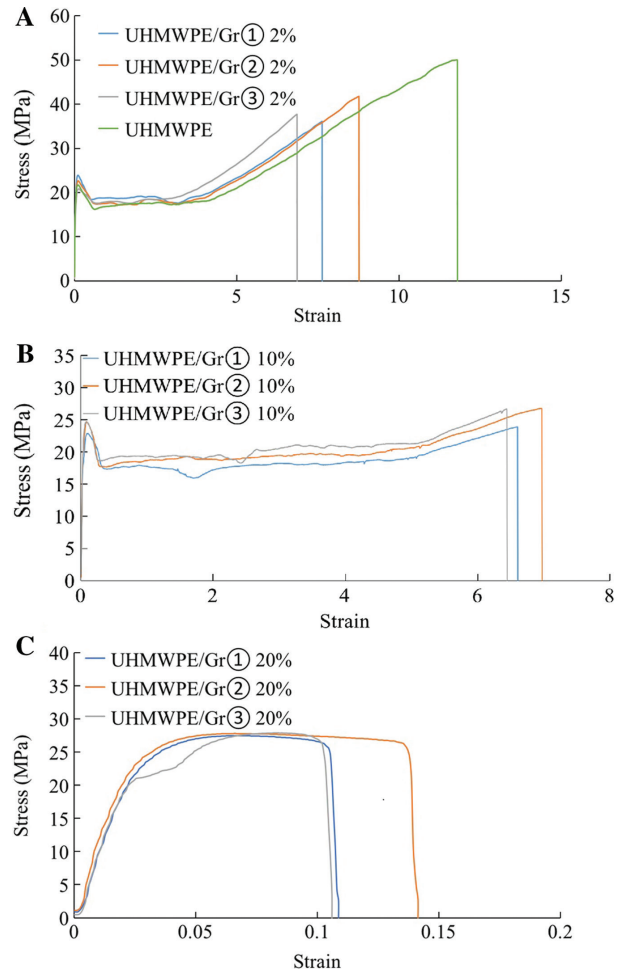 A
60
UHMWPE/Gr① 2%
50
UHMWPE/Gr② 2%
40
UHMWPE/Gr③ 2%
30
UHMWPE
20
10
0
Stress (MPa)
0 5 10 15
Strain
B
35
UHMWPE/Gr① 10%
30
UHMWPE/Gr② 10%
25
UHMWPE/Gr③ 10%
20
15
10
5
0
Stress (MPa)
0 2 4 6 8
Strain
C
40
UHMWPE/Gr① 20%
35
UHMWPE/Gr② 20%
30
UHMWPE/Gr③ 20%
25
20
15
10
5
0
Stress (MPa)
0 0.05 0.1 0.15 0.2
Strain